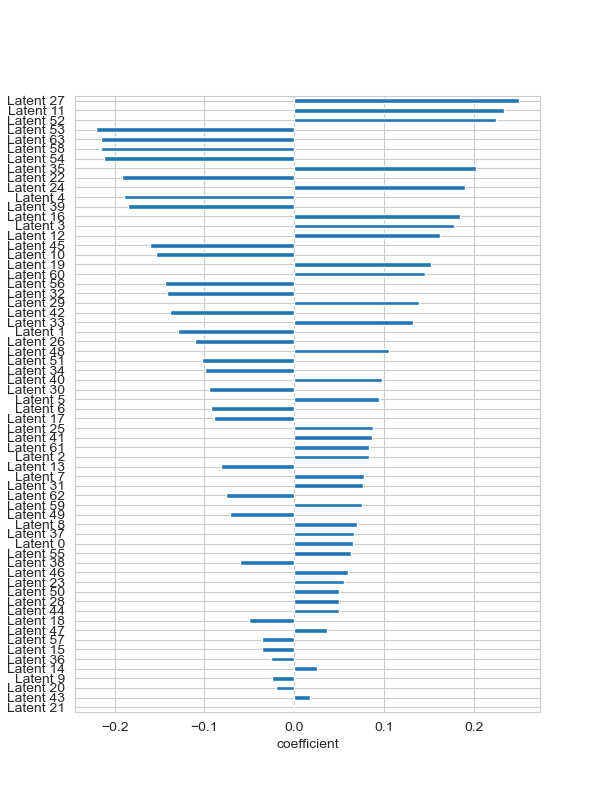 Latent 27
Latent 11
Latent 52
Latent 53
Latent 63
Latent 58
Latent 54
Latent 35
Latent 22
Latent 24
Latent 4
Latent 39
Latent 16
Latent 3
Latent 12
Latent 45
Latent 10
Latent 19
Latent 60
Latent 56
Latent 32
Latent 29
Latent 42
Latent 33
Latent 1
Latent 26
Latent 48
Latent 51
Latent 34
Latent 40
Latent 30
Latent 5
Latent 6
Latent 17
Latent 25
Latent 41
Latent 61
Latent 2
Latent 13
Latent 7
Latent 31
Latent 62
Latent 59
Latent 49
Latent 8
Latent 37
Latent 0
Latent 55
Latent 38
Latent 46
Latent 23
Latent 50
Latent 28
Latent 44
Latent 18
Latent 47
Latent 57
Latent 15
Latent 36
Latent 14
Latent 9
Latent 20
Latent 43
Latent 21
−0.2 −0.1 0.0 0.1 0.2
coefficient